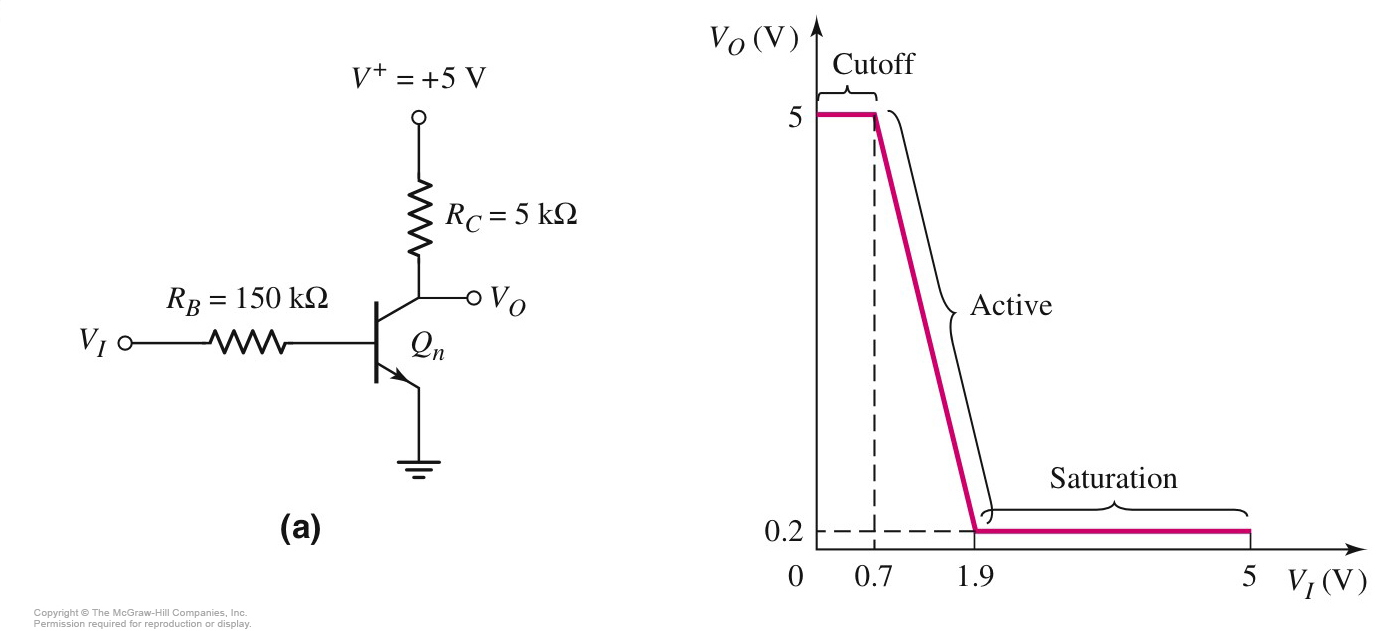 V⁺ = +5 V
R_C = 5 kΩ
R_B = 150 kΩ
V_I
V_O
Q_n
(a)
Copyright © The McGraw-Hill Companies, Inc.
Permission required for reproduction or display.
V_O (V)
Cutoff
5
Active
Saturation
0.2
0 0.7 1.9 5 V_I (V)